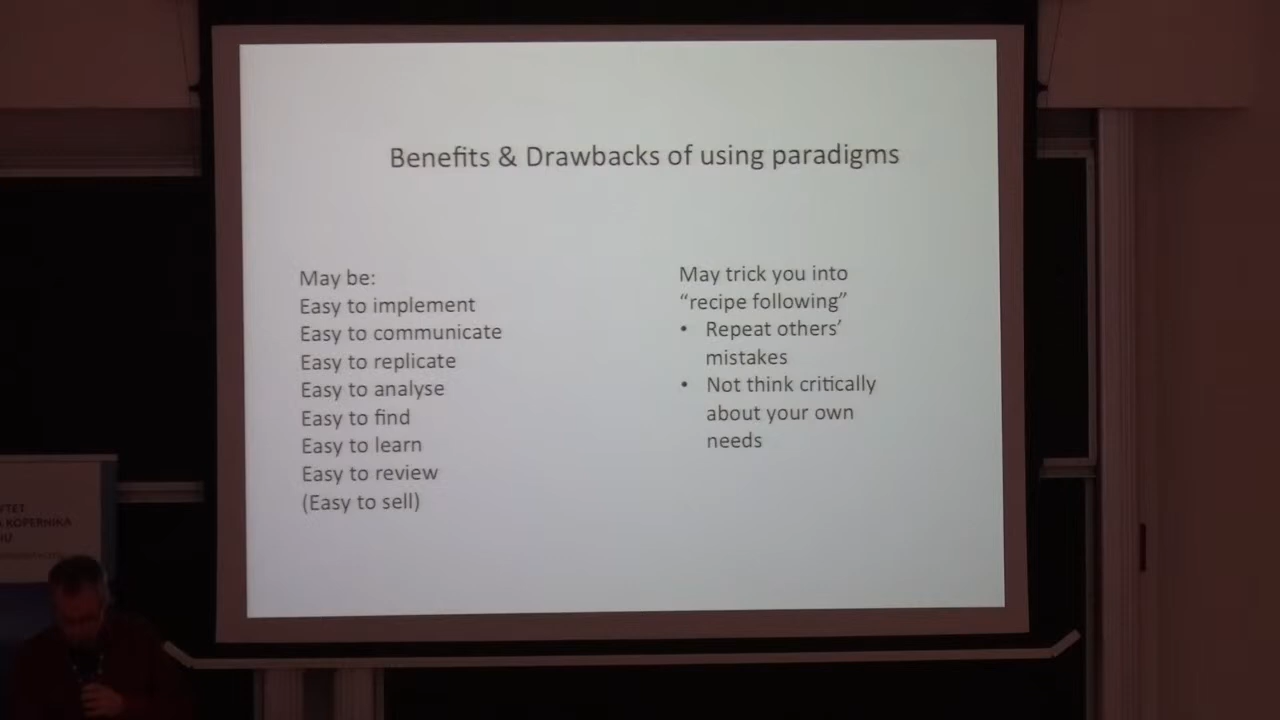 Benefits & Drawbacks of using paradigms
May be:
Easy to implement
Easy to communicate
Easy to replicate
Easy to analyse
Easy to find
Easy to learn
Easy to review
(Easy to sell)
May trick you into
“recipe following”
• Repeat others’
mistakes
• Not think critically
about your own
needs
KOPERNIKA